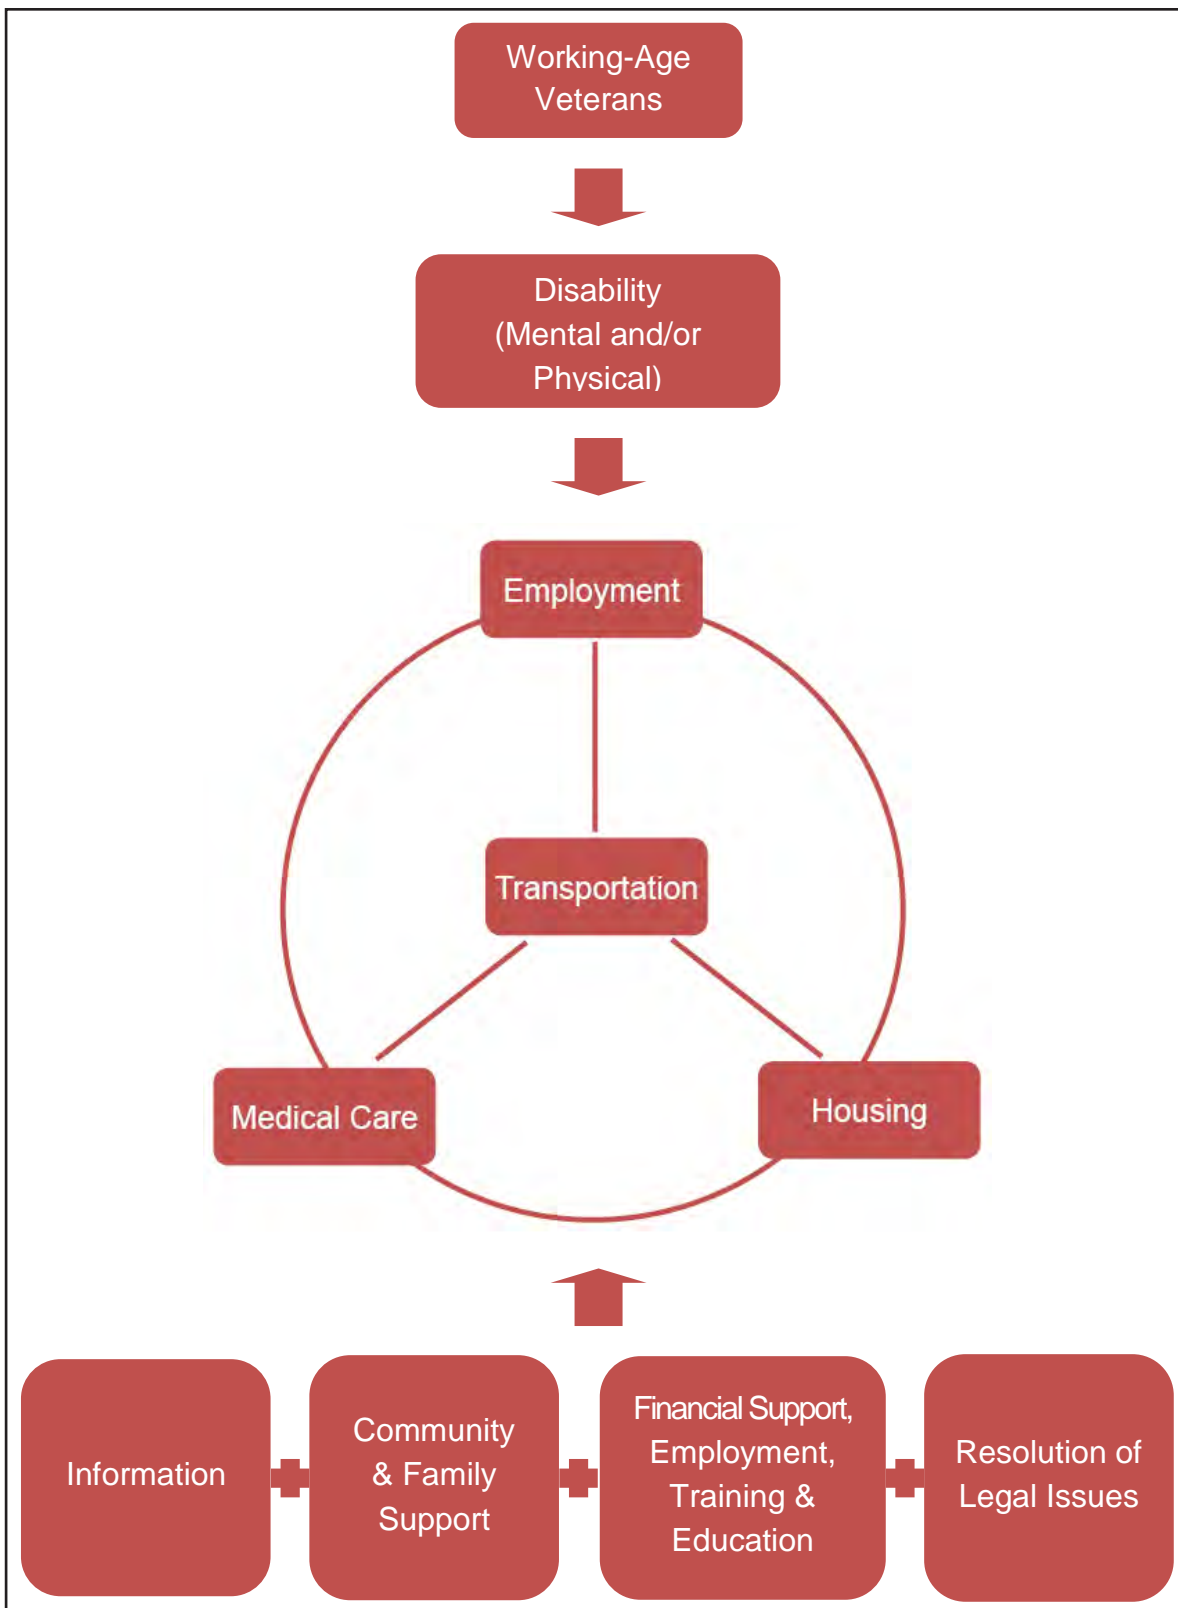 Working-Age
Veterans
Disability
(Mental and/or
Physical)
Employment
Transportation
Medical Care
Housing
Information
Community
& Family
Support
Financial Support,
Employment,
Training &
Education
Resolution of
Legal Issues